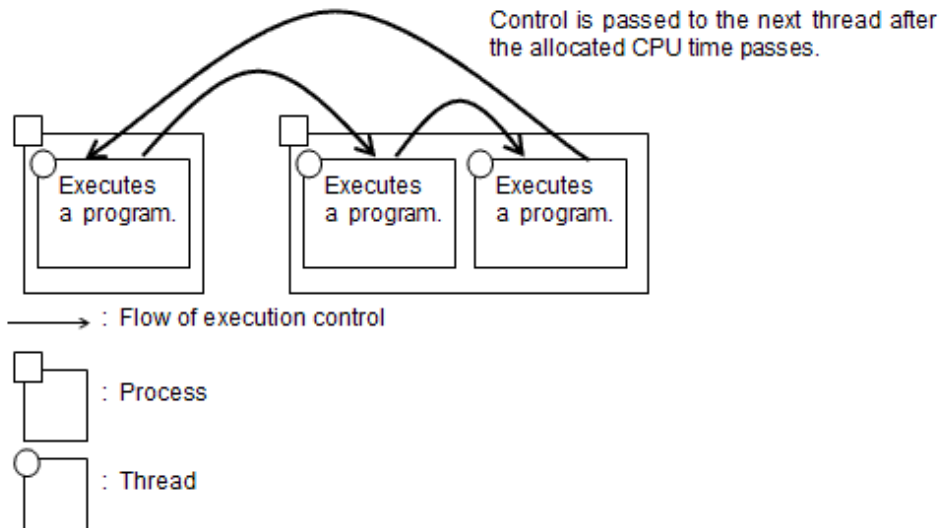 Control is passed to the next thread after
the allocated CPU time passes.
Executes
a program.
Executes
a program.
Executes
a program.
: Flow of execution control
: Process
: Thread